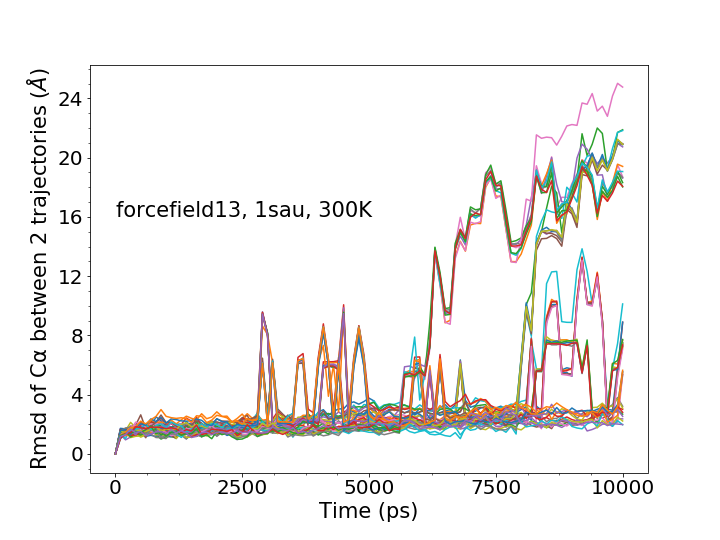 Rmsd of Cα between 2 trajectories (Å)
24
20
16
12
8
4
0
forcefield13, 1sau, 300K
0 2500 5000 7500 10000
Time (ps)